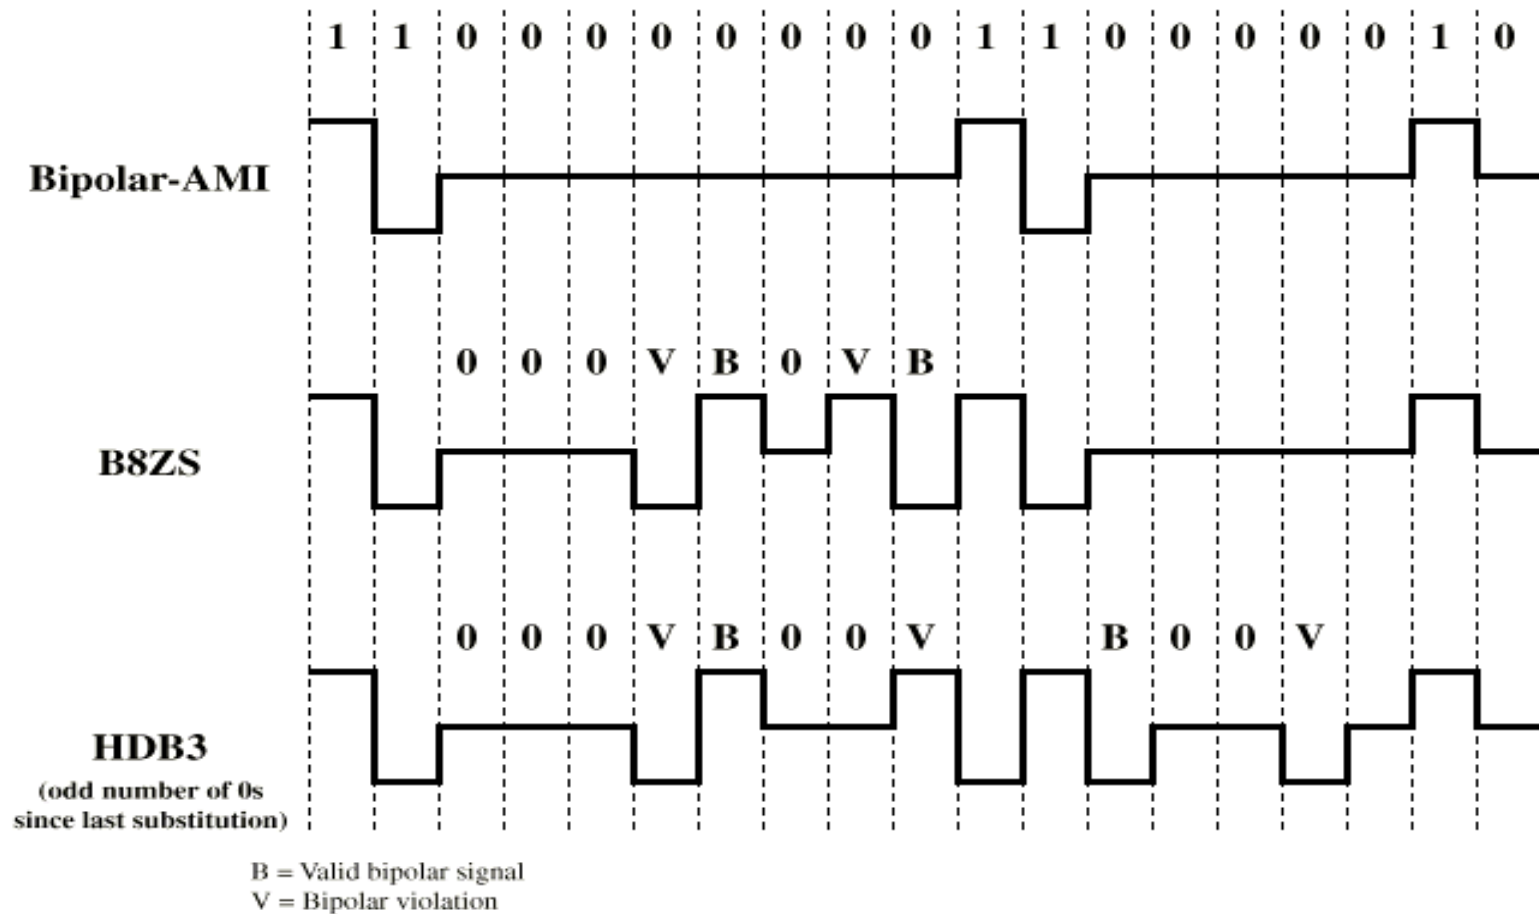 1 1 0 0 0 0 0 0 0 0 1 1 0 0 0 0 0 1 0
Bipolar-AMI
0 0 0 V B 0 V B
B8ZS
0 0 0 V B 0 0 V B 0 0 V
HDB3
(odd number of 0s
since last substitution)
B = Valid bipolar signal
V = Bipolar violation